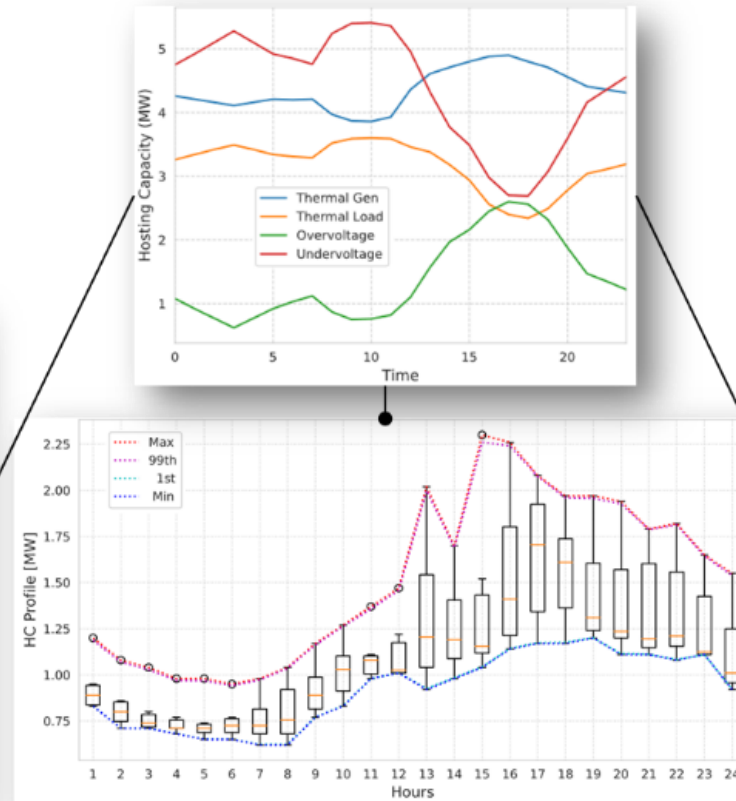 Hosting Capacity (MW)
5
4
3
2
1
Thermal Gen
Thermal Load
Overvoltage
Undervoltage
0 5 10 15 20
Time
HC Profile [MW]
2.25
2.00
1.75
1.50
1.25
1.00
0.75
Max
99th
1st
Min
1 2 3 4 5 6 7 8 9 10 11 12 13 14 15 16 17 18 19 20 21 22 23 24
Hours